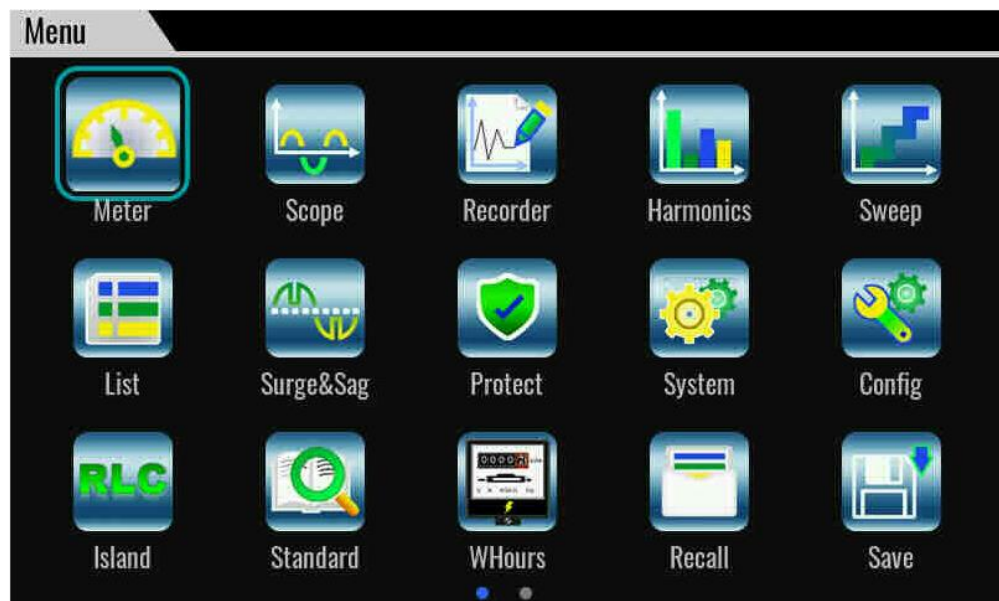 Menu
Meter Scope Recorder Harmonics Sweep
List Surge&Sag Protect System Config
RLC
Island Standard WHours Recall Save